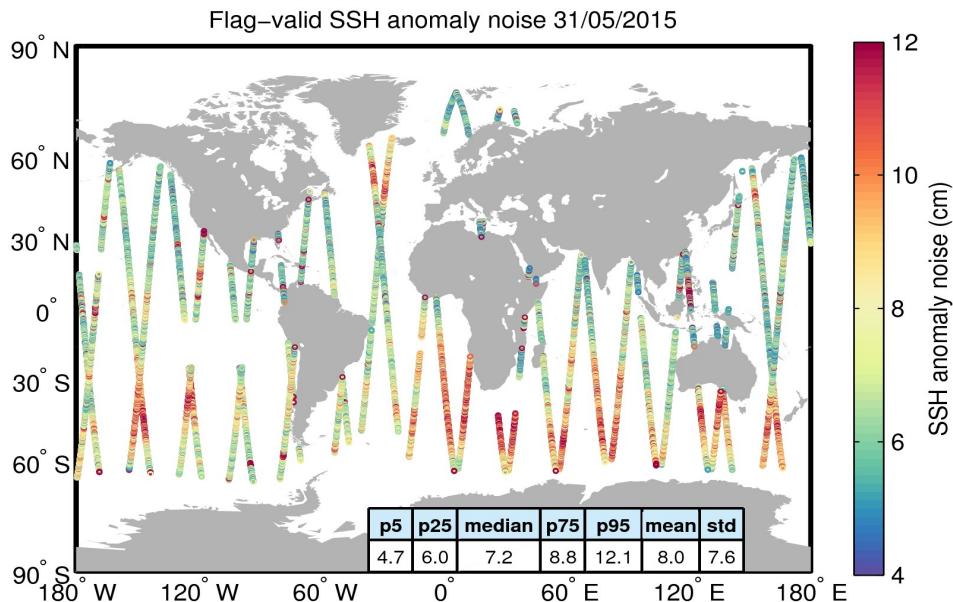 Flag−valid SSH anomaly noise 31/05/2015
90° N
60° N
30° N
0°
30° S
60° S
90° S
180° W 120° W 60° W 0° 60° E 120° E 180° E
p5 p25 median p75 p95 mean std
4.7 6.0 7.2 8.8 12.1 8.0 7.6
12
10
8
6
4
SSH anomaly noise (cm)